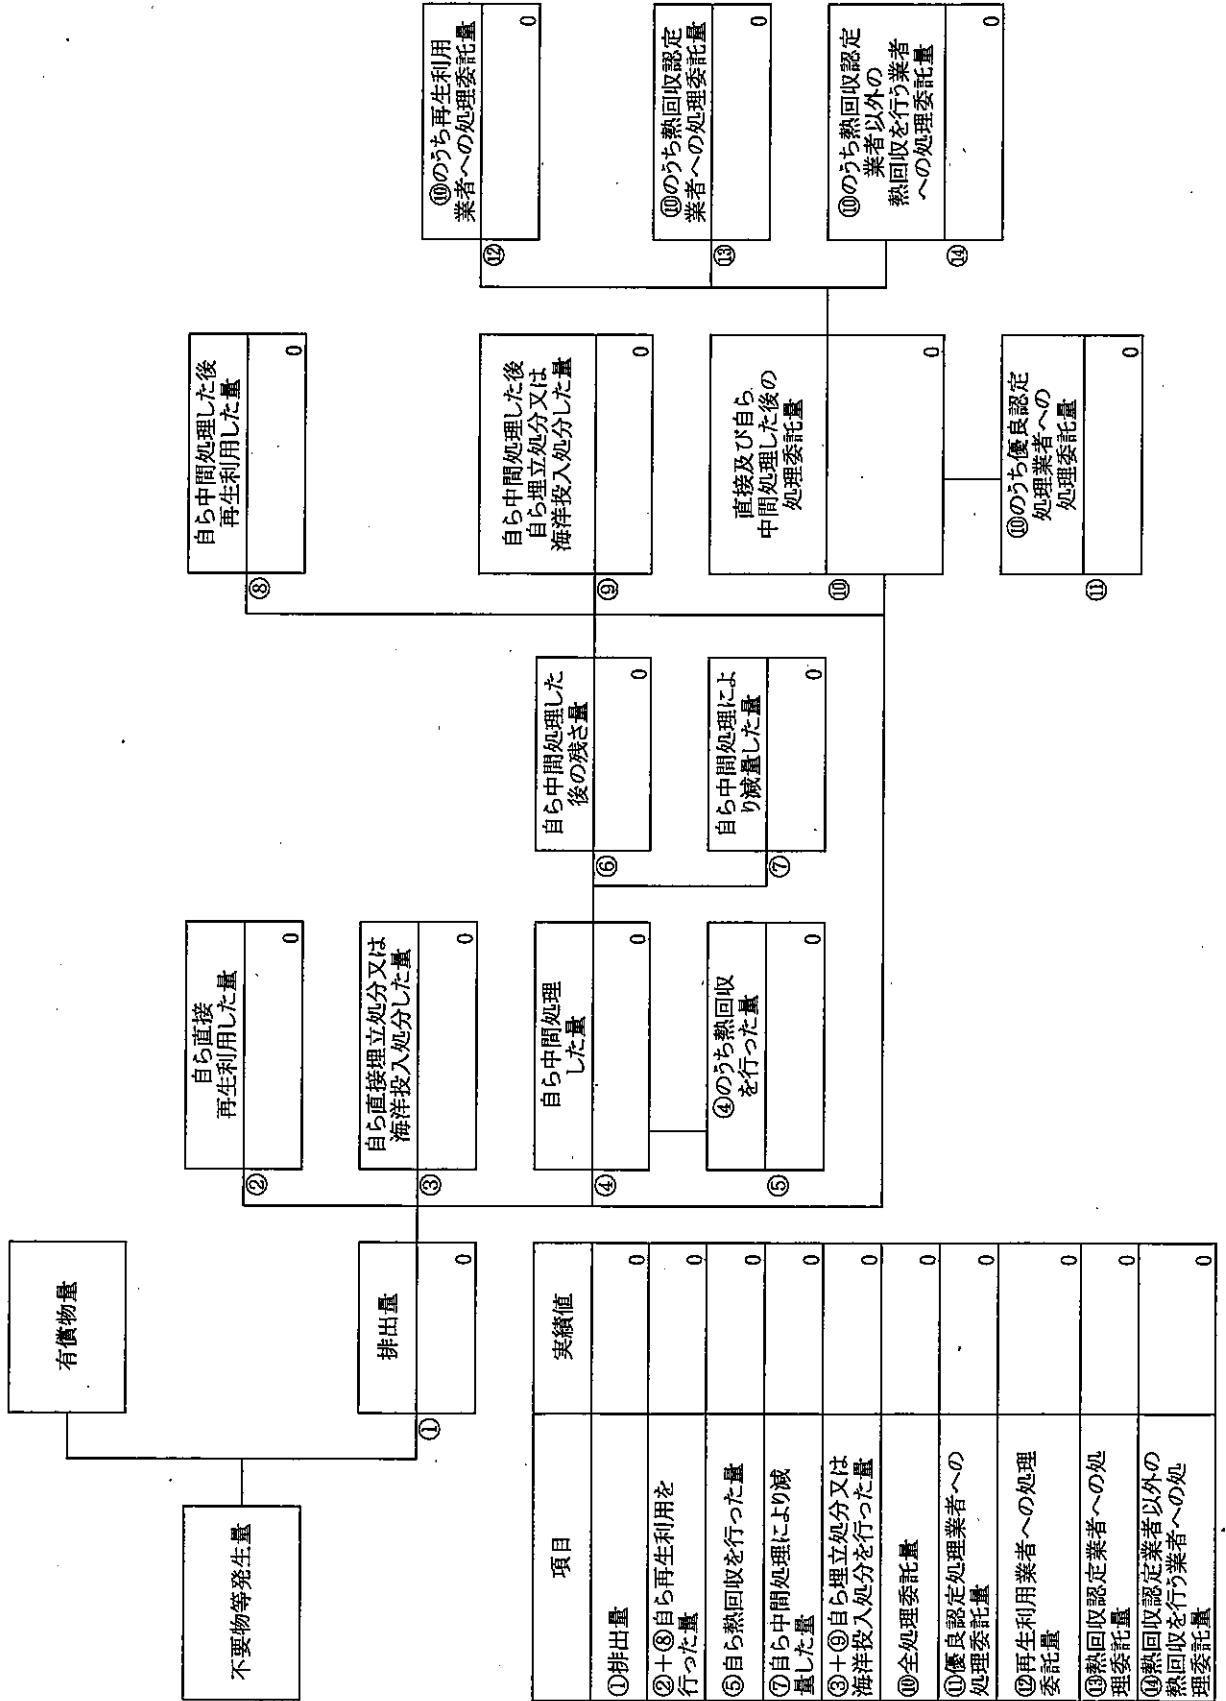 不要物等発生量
有償物量
排出量
①
0
自ら直接
再生利用した量
②
0
自ら直接埋立処分又は
海洋投入処分した量
③
0
自ら中間処理
した量
④
0
④のうち熱回収
を行った量
⑤
0
自ら中間処理した
後の残さ量
⑥
0
自ら中間処理によ
り減量した量
⑦
0
自ら中間処理した後
再生利用した量
⑧
0
自ら中間処理した後
自ら埋立処分又は
海洋投入処分した量
⑨
0
直接及び自ら
中間処理した後の
処理委託量
⑩
0
⑩のうち優良認定
処理業者への
処理委託量
⑪
0
⑩のうち再生利用
業者への処理委託量
⑫
0
⑩のうち熱回収認定
業者への処理委託量
⑬
0
⑩のうち熱回収認定
業者以外の
熱回収を行う業者
への処理委託量
⑭
0
項目 実績値
①排出量 0
②+⑧自ら再生利用を
行った量 0
⑤自ら熱回収を行った量 0
⑦自ら中間処理により減
量した量 0
③+⑨自ら埋立処分又は
海洋投入処分を行った量 0
⑩全処理委託量 0
⑪優良認定処理業者への
処理委託量 0
⑫再生利用業者への処理
委託量 0
⑬熱回収認定業者への処
理委託量 0
⑭熱回収認定業者以外の
熱回収を行う業者への処
理委託量 0